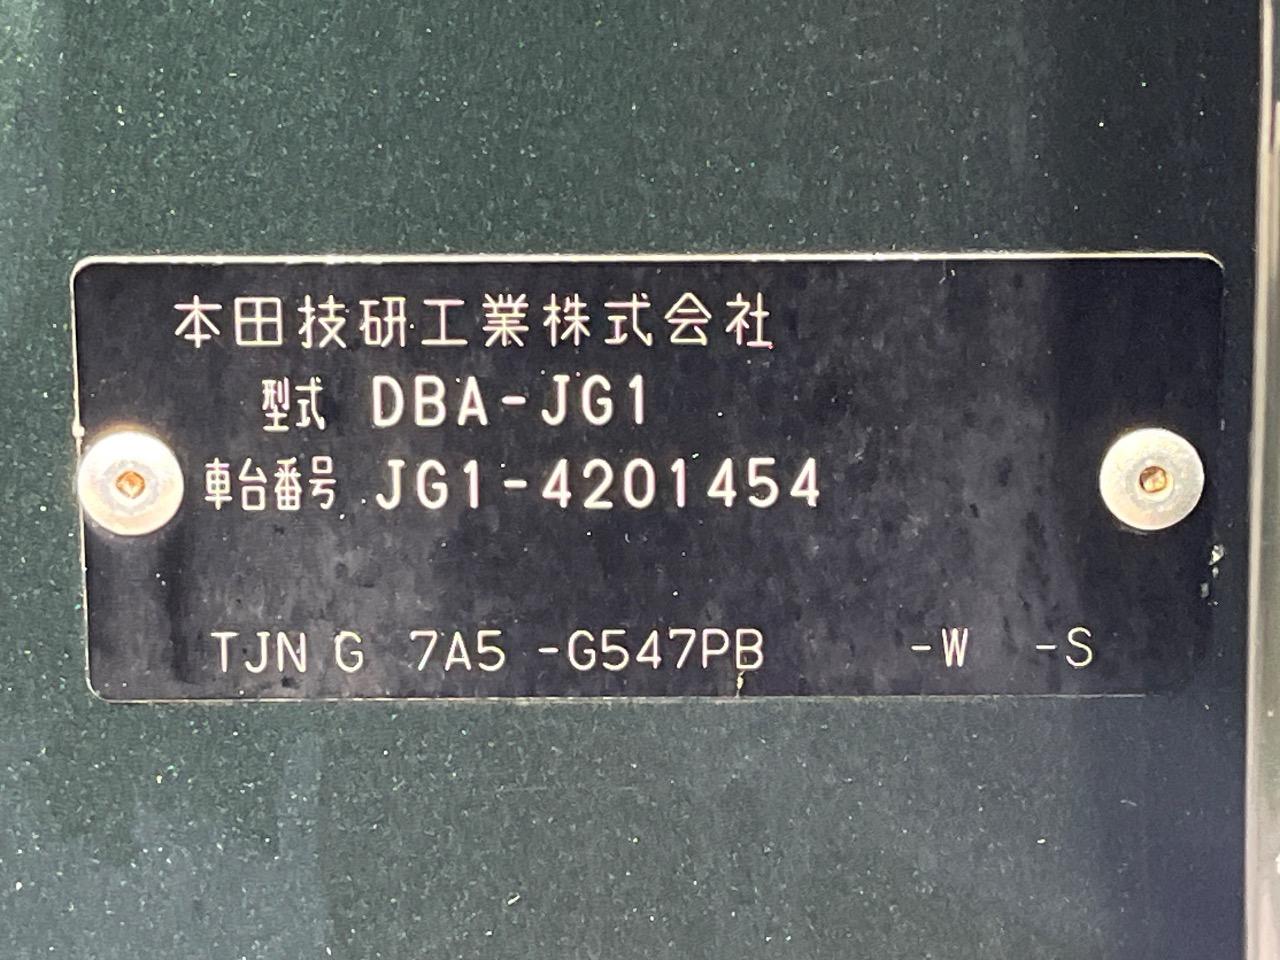 本田技研工業株式会社
型式 DBA-JG1
車台番号 JG1-4201454
TJN G 7A5 -G547PB -W -S